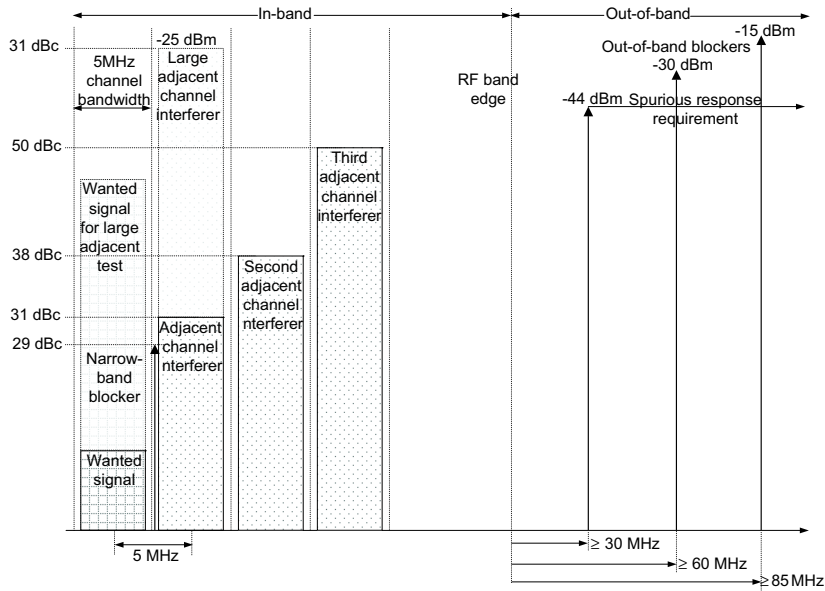 In-band
Out-of-band
31 dBc
-25 dBm
Large
adjacent
channel
interferer
5MHz
channel
bandwidth
-15 dBm
Out-of-band blockers
-30 dBm
RF band
edge
-44 dBm
Spurious response
requirement
50 dBc
Third
adjacent
channel
interferer
Wanted
signal
for large
adjacent
test
38 dBc
Second
adjacent
channel
nterferer
31 dBc
Adjacent
channel
nterferer
29 dBc
Narrow-
band
blocker
Wanted
signal
5 MHz
≥ 30 MHz
≥ 60 MHz
≥ 85 MHz